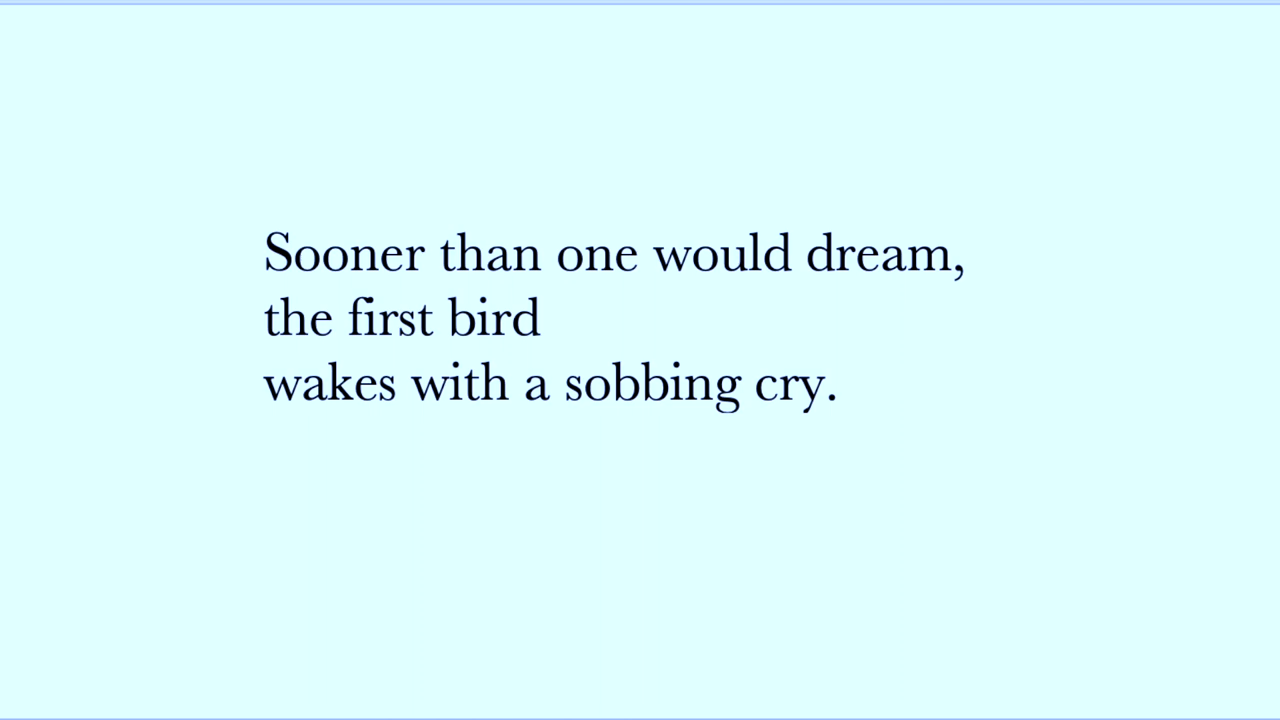 Sooner than one would dream,
the first bird
wakes with a sobbing cry.